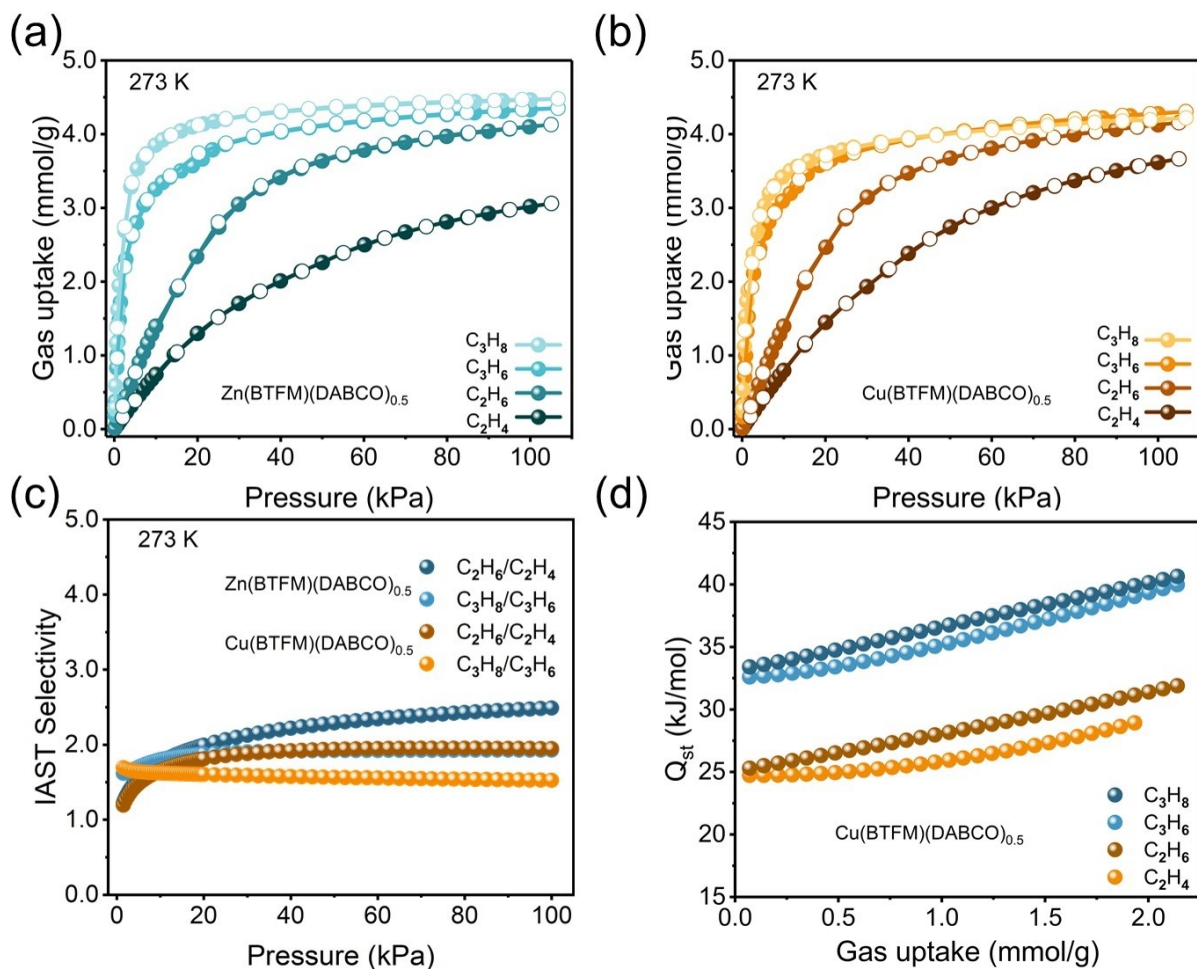 (a)
5.0
273 K
4.0
3.0
2.0
1.0
0.0
Gas uptake (mmol/g)
C₃H₈
C₃H₆
C₂H₆
C₂H₄
Zn(BTFM)(DABCO)₀.₅
0 20 40 60 80 100
Pressure (kPa)
(b)
5.0
273 K
4.0
3.0
2.0
1.0
0.0
Gas uptake (mmol/g)
C₃H₈
C₃H₆
C₂H₆
C₂H₄
Cu(BTFM)(DABCO)₀.₅
0 20 40 60 80 100
Pressure (kPa)
(c)
5.0
273 K
4.0
3.0
2.0
1.0
0.0
IAST Selectivity
C₂H₆/C₂H₄
Zn(BTFM)(DABCO)₀.₅
C₃H₈/C₃H₆
C₂H₆/C₂H₄
Cu(BTFM)(DABCO)₀.₅
C₃H₈/C₃H₆
0 20 40 60 80 100
Pressure (kPa)
(d)
45
40
35
30
25
20
15
Qst (kJ/mol)
C₃H₈
C₃H₆
C₂H₆
C₂H₄
Cu(BTFM)(DABCO)₀.₅
0.0 0.5 1.0 1.5 2.0
Gas uptake (mmol/g)